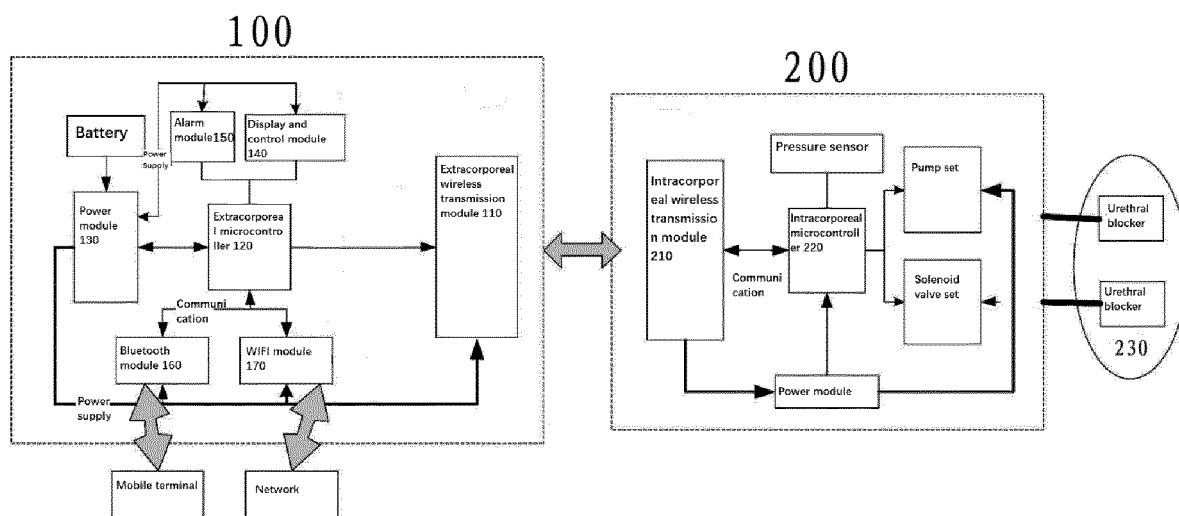 100
200
Battery
Alarm
module150
Display and
control module
140
Power
Supply
Extracorporeal
wireless
transmission
module 110
Power
module
130
Extracorporea
l microcontro
ller 120
Communi
cation
Bluetooth
module 160
WIFI module
170
Power
supply
Mobile terminal
Network
Pressure sensor
Pump set
Intracorpor
eal wireless
transmissio
n module
210
Intracorporeal
microcontroll
er 220
Communi
cation
Solenoid
valve set
Power module
Urethral
blocker
Urethral
blocker
230